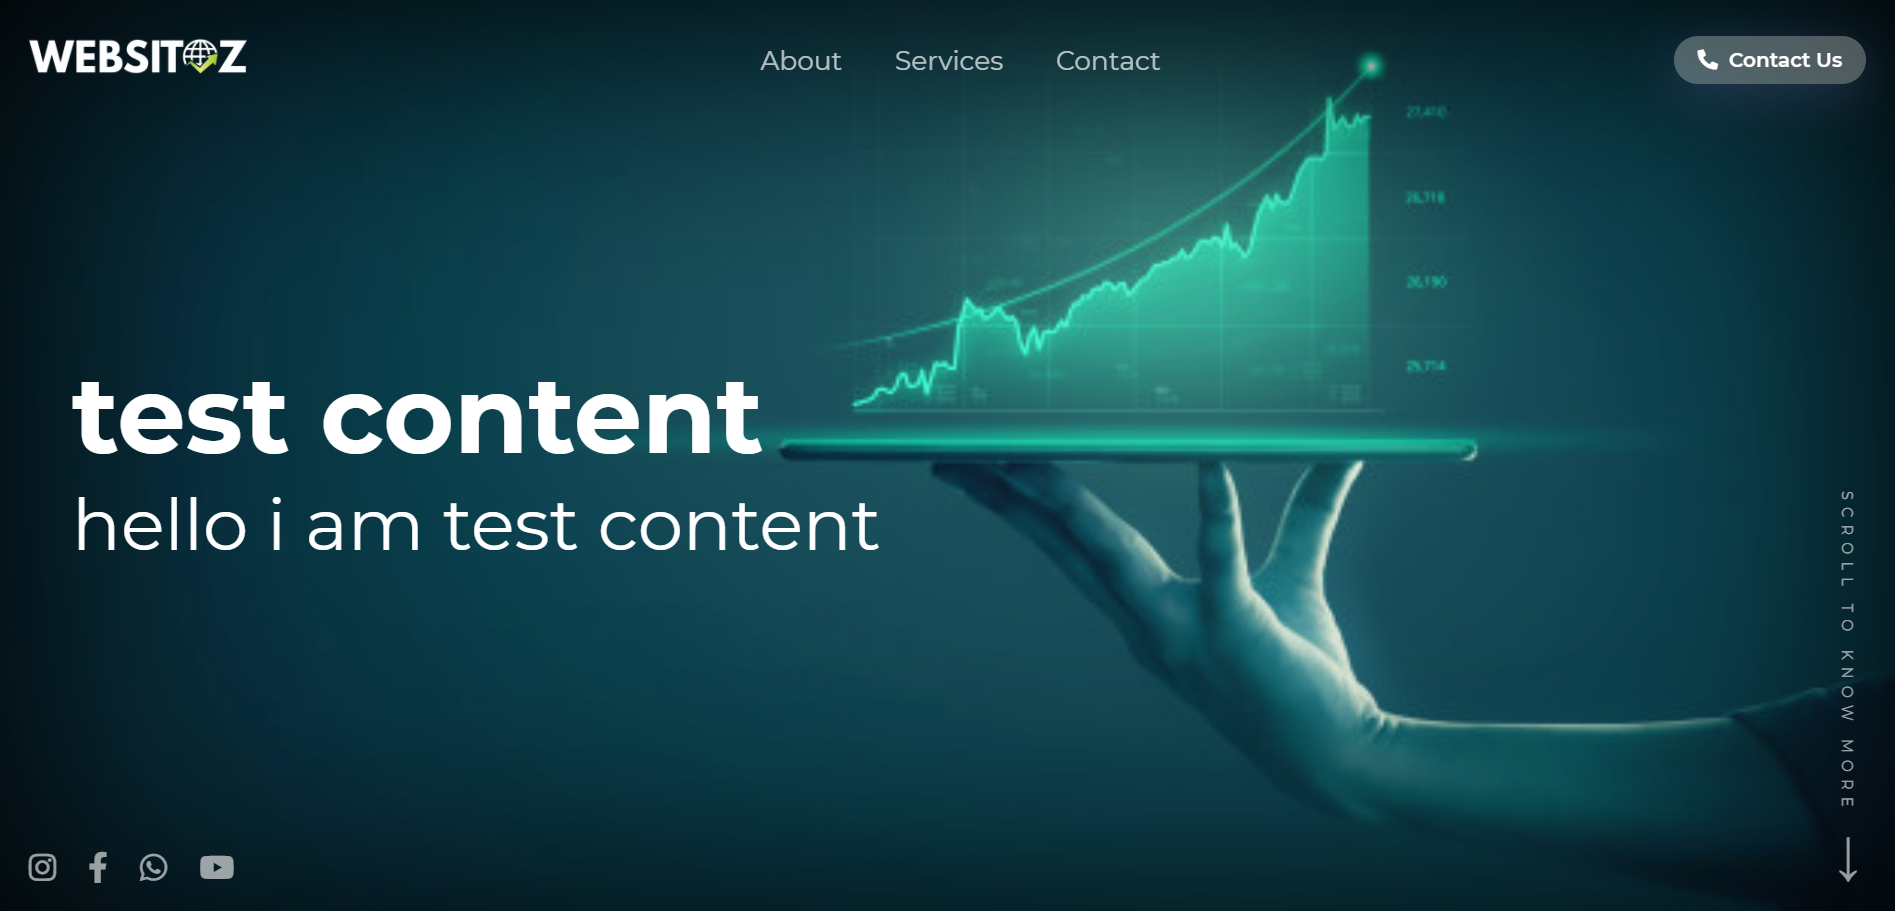 WEBSITOZ
About Services Contact
Contact Us
27,410
26,718
26,190
25,714
test content
hello i am test content
SCROLL TO KNOW MORE